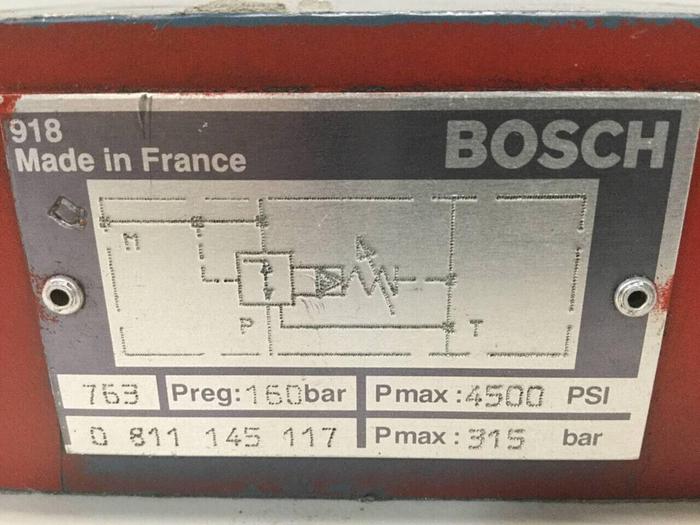 918
Made in France
BOSCH
M
P
T
763 Preg:160bar Pmax:4500 PSI
0 811 145 117 Pmax:315 bar